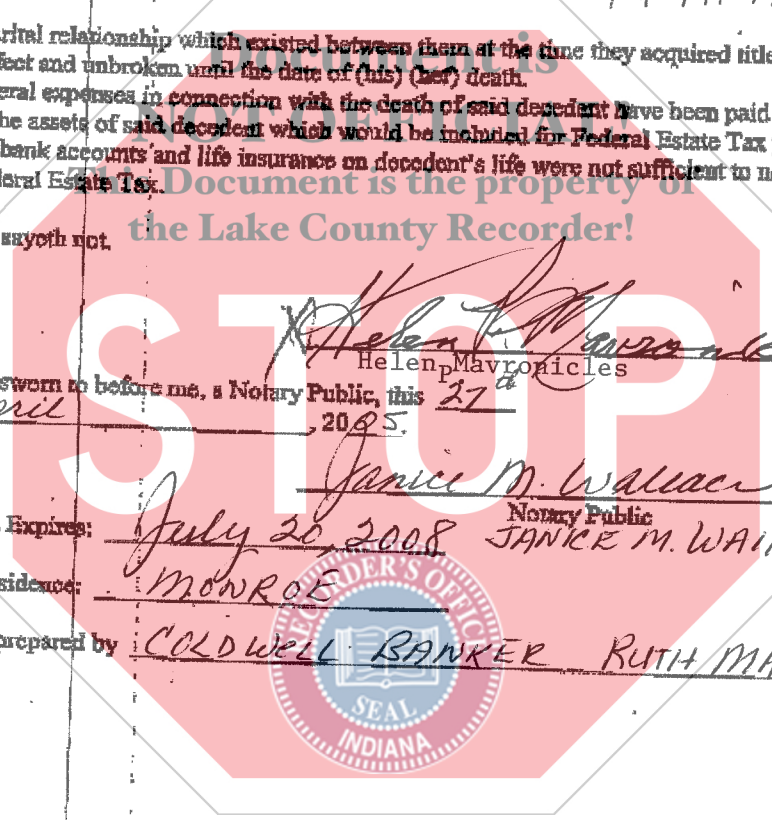 Document is
arital relationship which existed between them at the time they acquired title
fect and unbroken until the date of (his) (her) death.
eral expenses in connection with the death of said decedent have been paid
NOT OFFICIAL
he assets of said decedent which would be included for Federal Estate Tax
bank accounts and life insurance on decedent's life were not sufficient to
deral Estate Tax.
This Document is the property of
the Lake County Recorder!
sayeth not.
STOP
X Helen P. Mavronicles
Helen P Mavronicles
sworn to before me, a Notary Public, this 27th
pril , 2005.
Janice M. Wallace
Notary Public
Expires: July 20, 2008 JANICE M. WAll
sidence: MONROE
prepared by COLDWELL BANKER RUTH MA
RECORDER'S OFFICE
SEAL
INDIANA